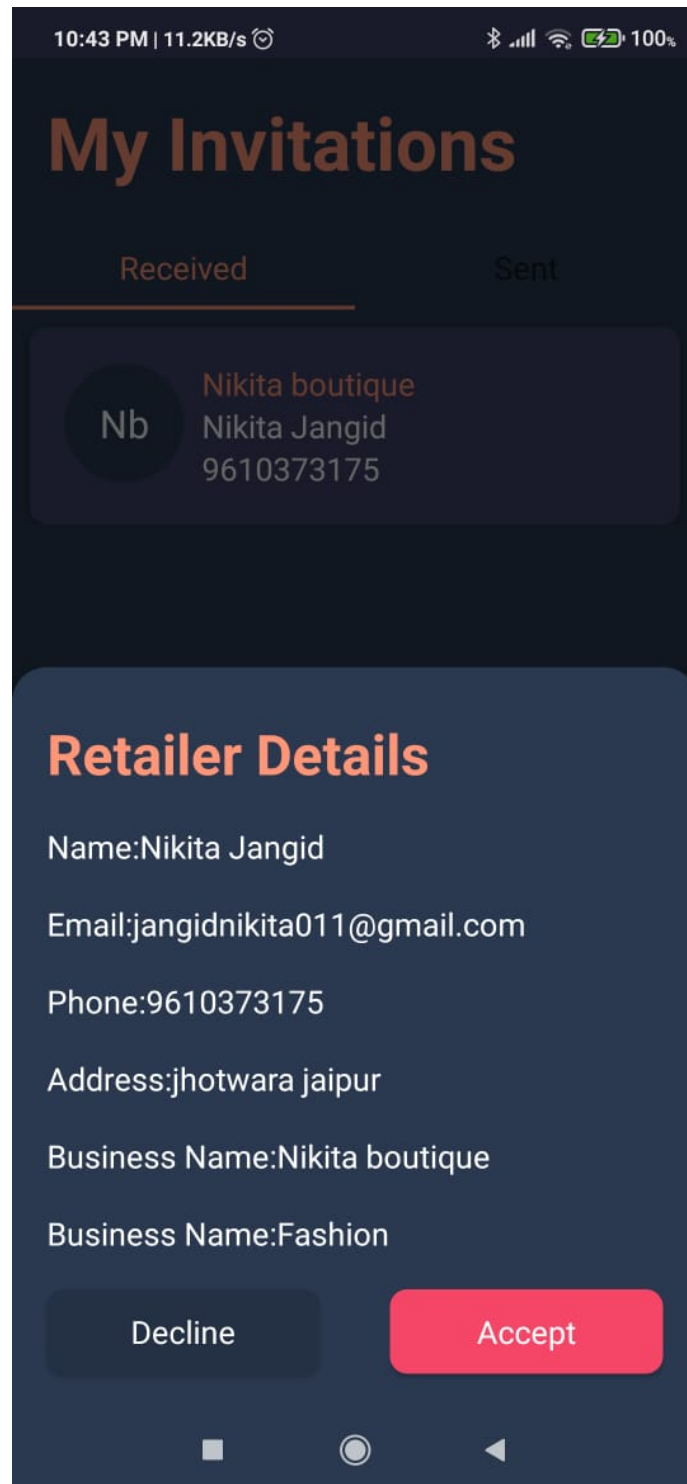 10:43 PM | 11.2KB/s 100%
My Invitations
Received Sent
Nb
Nikita boutique
Nikita Jangid
9610373175
Retailer Details
Name:Nikita Jangid
Email:jangidnikita011@gmail.com
Phone:9610373175
Address:jhotwara jaipur
Business Name:Nikita boutique
Business Name:Fashion
Decline Accept